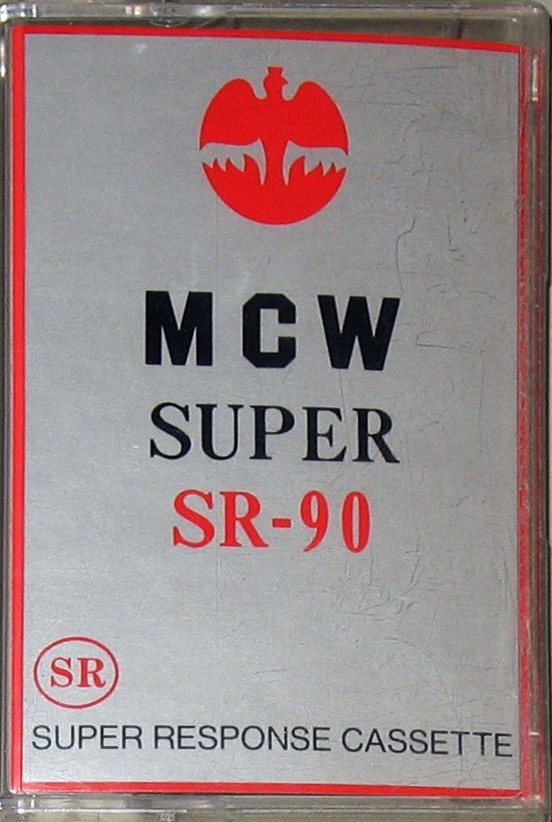 MCW
SUPER
SR-90
SR
SUPER RESPONSE CASSETTE